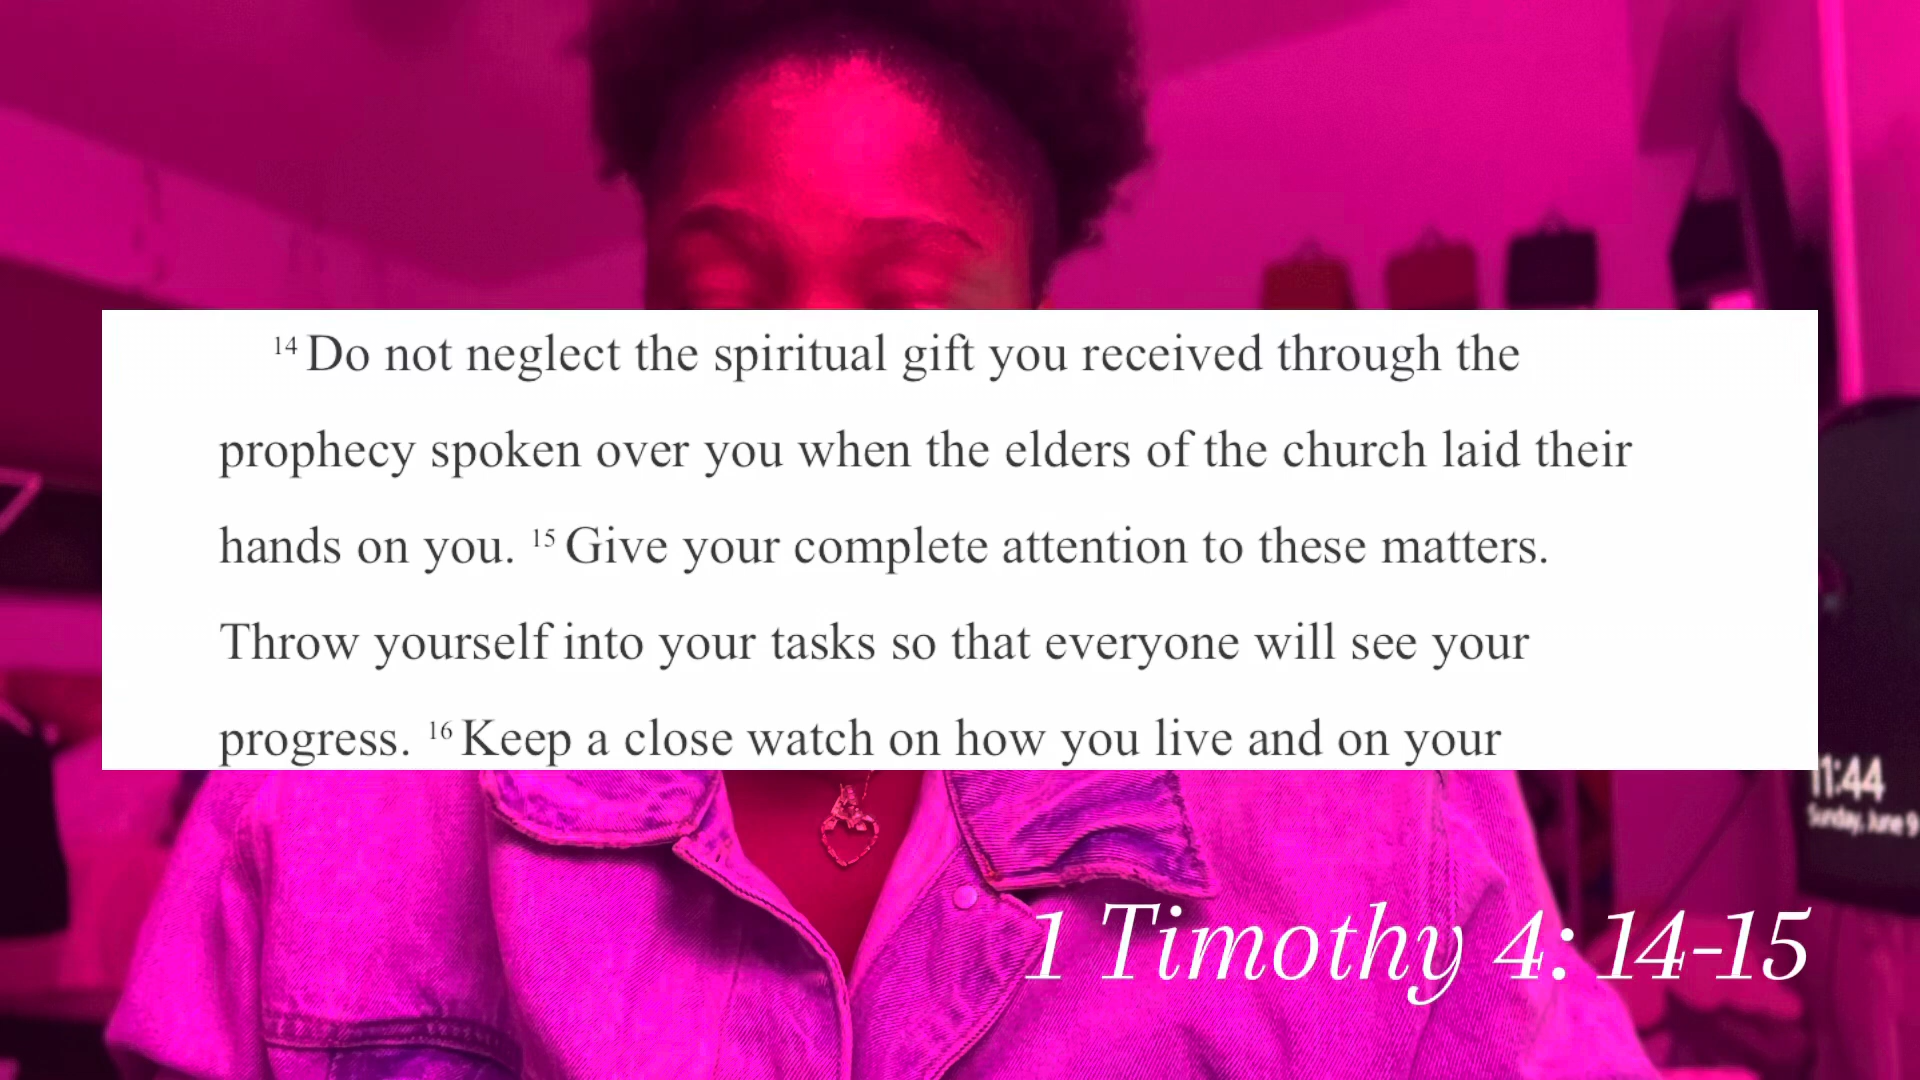 14 Do not neglect the spiritual gift you received through the
prophecy spoken over you when the elders of the church laid their
hands on you. 15 Give your complete attention to these matters.
Throw yourself into your tasks so that everyone will see your
progress. 16 Keep a close watch on how you live and on your
11:44
Sunday, June 9
1 Timothy 4: 14-15